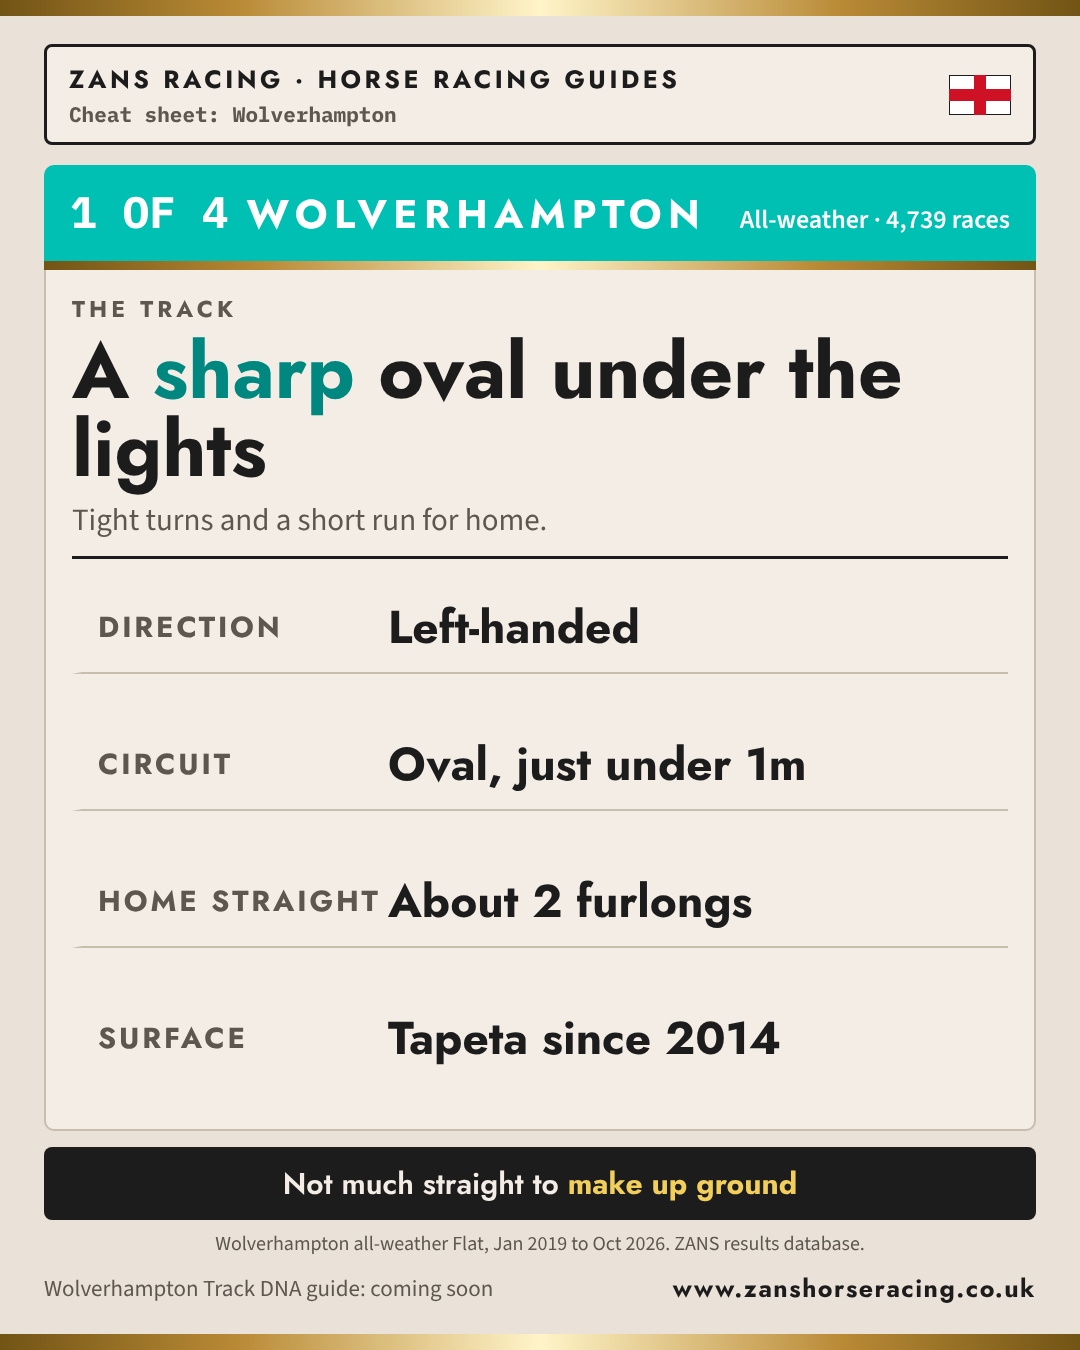 ZANS RACING · HORSE RACING GUIDES
Cheat sheet: Wolverhampton
1 OF 4 WOLVERHAMPTON All-weather · 4,739 races
THE TRACK
A sharp oval under the
lights
Tight turns and a short run for home.
DIRECTION Left-handed
CIRCUIT Oval, just under 1m
HOME STRAIGHT About 2 furlongs
SURFACE Tapeta since 2014
Not much straight to make up ground
Wolverhampton all-weather Flat, Jan 2019 to Oct 2026. ZANS results database.
Wolverhampton Track DNA guide: coming soon www.zanshorseracing.co.uk